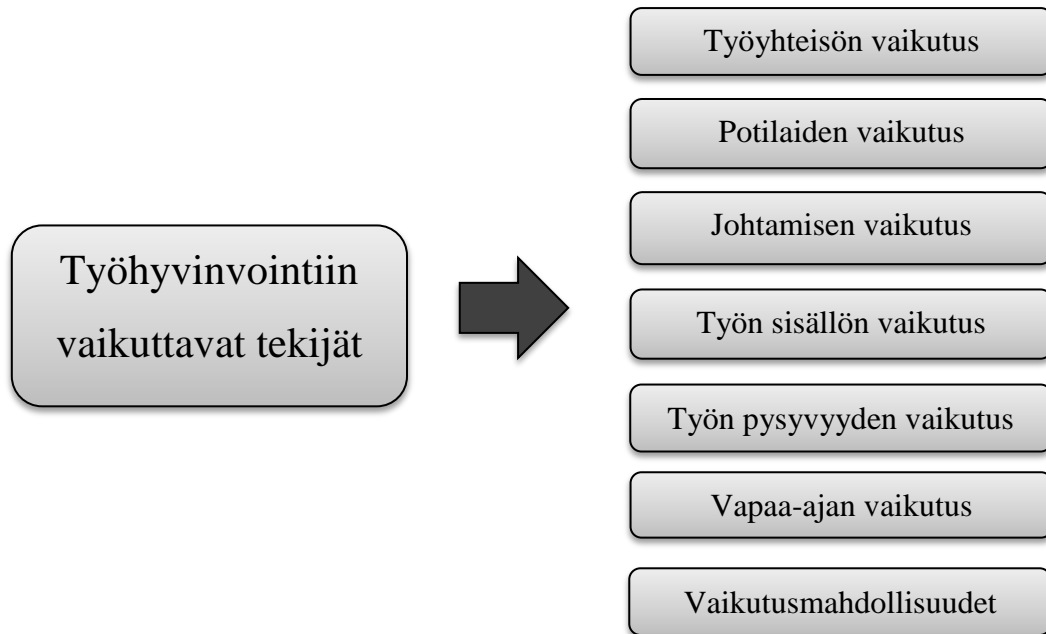 Työyhteisön vaikutus
Potilaiden vaikutus
Johtamisen vaikutus
Työhyvinvointiin
vaikuttavat tekijät
Työn sisällön vaikutus
Työn pysyvyyden vaikutus
Vapaa-ajan vaikutus
Vaikutusmahdollisuudet